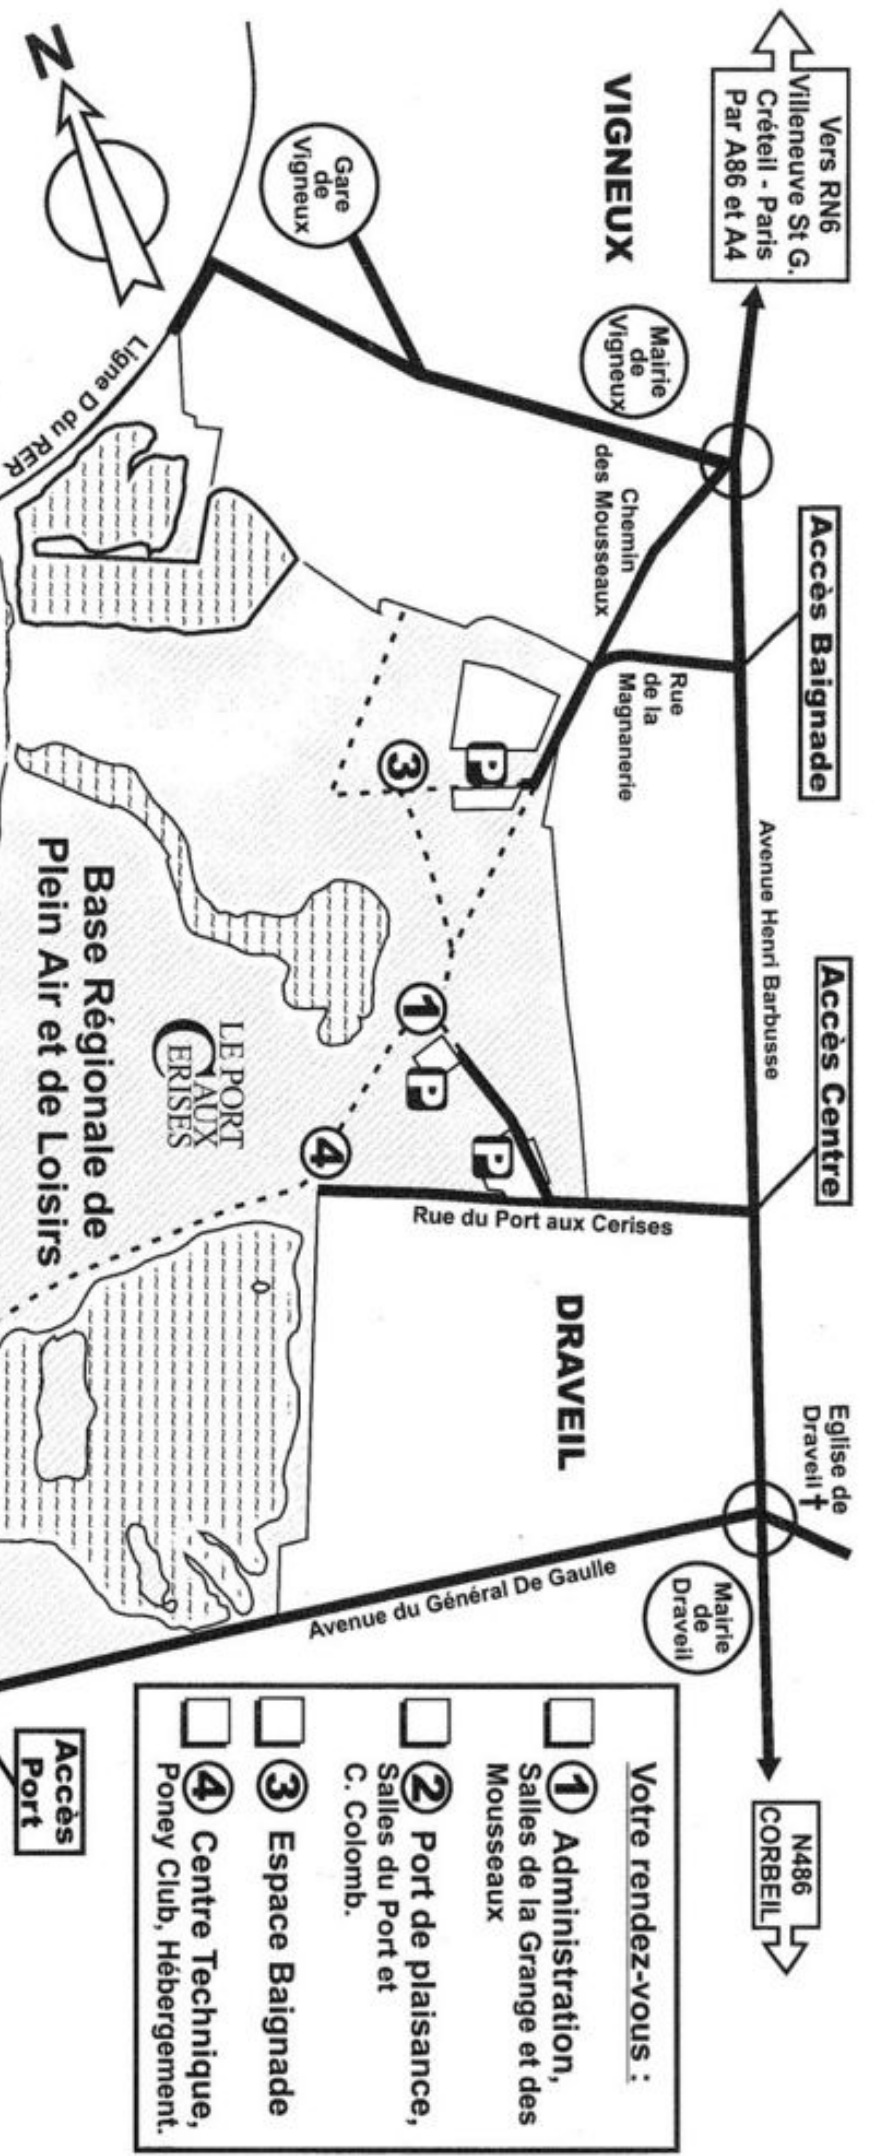 Vers RN6
Villeneuve St G.
Créteil - Paris
Par A86 et A4
VIGNEUX
Gare
de
Vigneux
N
Mairie
de
Vigneux
Chemin
des Mousseaux
Ligne D du RER
Accès Baignade
Rue
de la
Magnanerie
Avenue Henri Barbusse
Accès Centre
P
3
1
P
P
4
Rue du Port aux Cerises
LE PORT
AUX
CERISES
Base Régionale de
Plein Air et de Loisirs
DRAVEIL
Eglise de
Draveil
Mairie
de
Draveil
Avenue du Général De Gaulle
Accès
Port
N486
CORBEIL
Votre rendez-vous :
1 Administration,
Salles de la Grange et des
Mousseaux
2 Port de plaisance,
Salles du Port et
C. Colomb.
3 Espace Baignade
4 Centre Technique,
Poney Club, Hébergement.